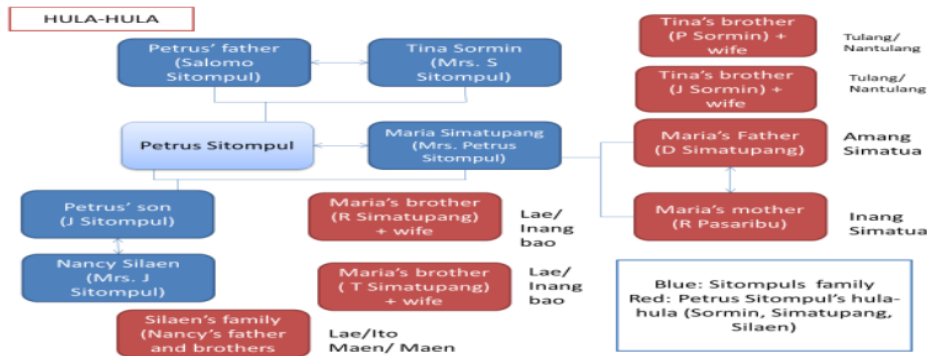 HULA-HULA
Petrus' father
(Salomo
Sitompul)
Tina Sormin
(Mrs. S
Sitompul)
Tina's brother
(P Sormin) +
wife
Tulang/
Nantulang
Tina's brother
(J Sormin) +
wife
Tulang/
Nantulang
Petrus Sitompul
Maria Simatupang
(Mrs. Petrus
Sitompul)
Maria's Father
(D Simatupang)
Amang
Simatua
Petrus' son
(J Sitompul)
Maria's brother
(R Simatupang)
+ wife
Lae/
Inang
bao
Maria's mother
(R Pasaribu)
Inang
Simatua
Nancy Silaen
(Mrs. J
Sitompul)
Maria's brother
( T Simatupang)
+ wife
Lae/
Inang
bao
Blue: Sitompuls family
Red: Petrus Sitompul's hula-
hula (Sormin, Simatupang,
Silaen)
Silaen's family
(Nancy's father
and brothers
Lae/Ito
Maen/ Maen